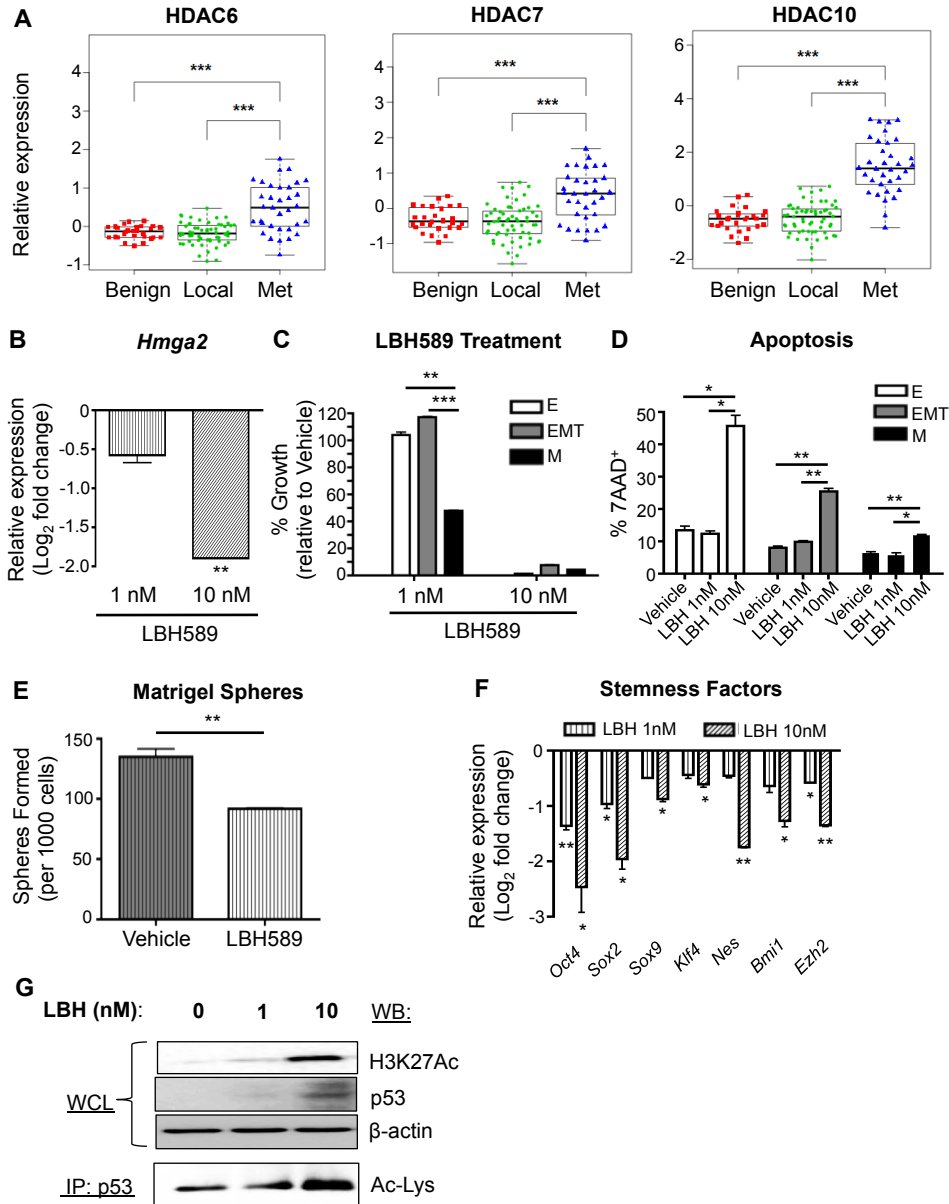 A
HDAC6
HDAC7
HDAC10
Relative expression
4
3
2
1
0
-1
4
3
2
1
0
-1
6
4
2
0
-2
***
***
***
***
***
***
Benign Local Met
Benign Local Met
Benign Local Met
B
Hmga2
Relative expression
(Log2 fold change)
0
-0.5
-1.0
-1.5
-2.0
**
1 nM 10 nM
LBH589
C
LBH589 Treatment
% Growth
(relative to Vehicle)
120
100
80
60
40
20
0
**
***
E
EMT
M
1 nM 10 nM
LBH589
D
Apoptosis
% 7AAD+
50
40
30
20
10
0
*
*
**
**
**
*
E
EMT
M
Vehicle LBH 1nM LBH 10nM Vehicle LBH 1nM LBH 10nM Vehicle LBH 1nM LBH 10nM
E
Matrigel Spheres
Spheres Formed
(per 1000 cells)
150
100
50
0
**
Vehicle LBH589
F
Stemness Factors
LBH 1nM LBH 10nM
Relative expression
(Log2 fold change)
0
-1
-2
-3
** * * * * * * ** * * **
Oct4 Sox2 Sox9 Klf4 Nes Bmi1 Ezh2
G
LBH (nM): 0 1 10 WB:
WCL
H3K27Ac
p53
β-actin
IP: p53 Ac-Lys